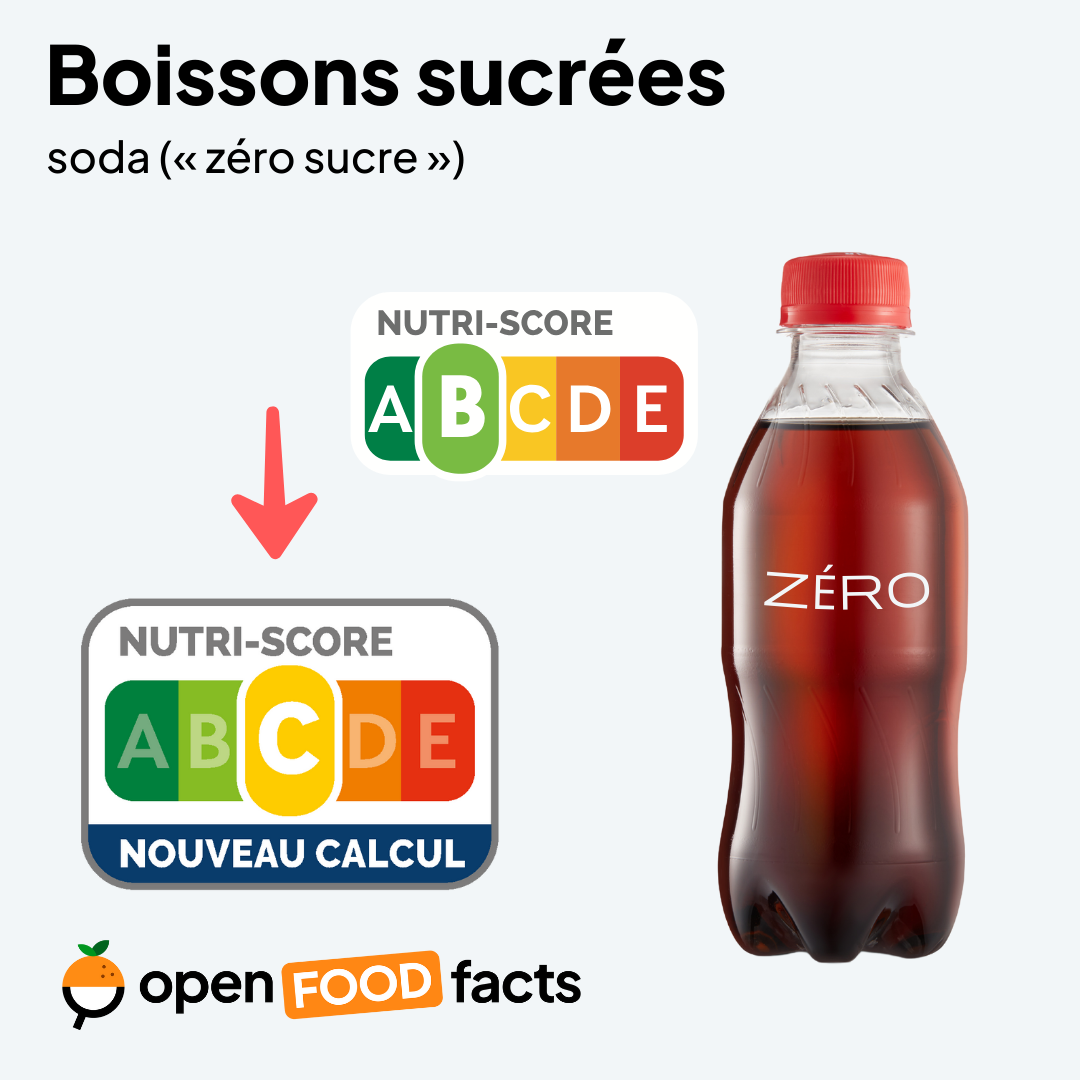 Boissons sucrées
soda (« zéro sucre »)
NUTRI-SCORE
A B C D E
ZÉRO
NUTRI-SCORE
A B C D E
NOUVEAU CALCUL
open FOOD facts